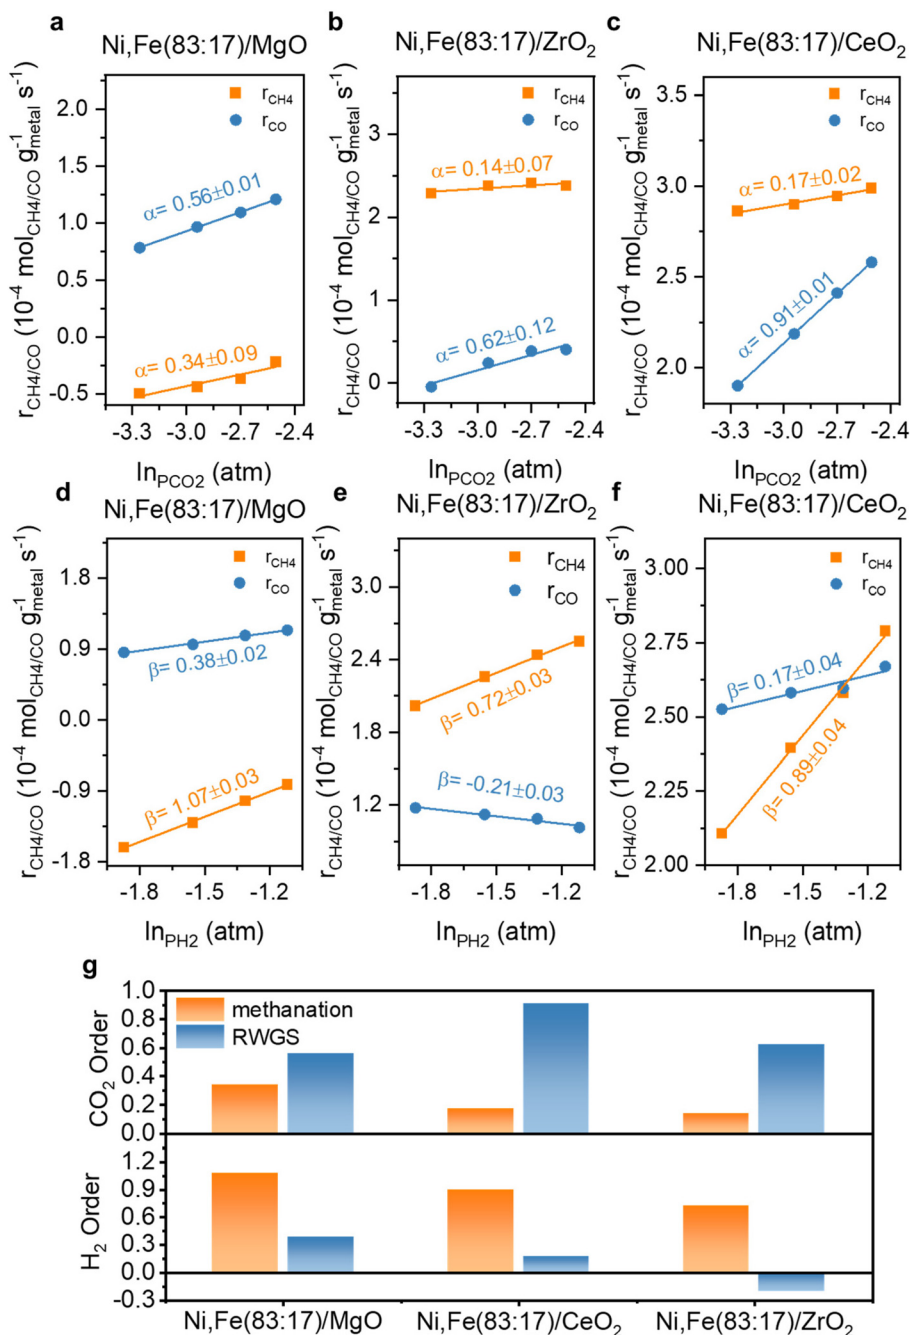 a
Ni,Fe(83:17)/MgO
r_CH4/CO (10⁻⁴ mol_CH4/CO g⁻¹_metal s⁻¹)
2.0
1.5
1.0
0.5
0.0
-0.5
r_CH4
r_CO
α= 0.56±0.01
α= 0.34±0.09
-3.3 -3.0 -2.7 -2.4
ln_PCO2 (atm)
b
Ni,Fe(83:17)/ZrO₂
r_CH4/CO (10⁻⁴ mol_CH4/CO g⁻¹_metal s⁻¹)
3
2
1
0
r_CH4
r_CO
α= 0.14±0.07
α= 0.62±0.12
-3.3 -3.0 -2.7 -2.4
ln_PCO2 (atm)
c
Ni,Fe(83:17)/CeO₂
r_CH4/CO (10⁻⁴ mol_CH4/CO g⁻¹_metal s⁻¹)
3.5
3.0
2.5
2.0
r_CH4
r_CO
α= 0.17±0.02
α= 0.91±0.01
-3.3 -3.0 -2.7 -2.4
ln_PCO2 (atm)
d
Ni,Fe(83:17)/MgO
r_CH4/CO (10⁻⁴ mol_CH4/CO g⁻¹_metal s⁻¹)
1.8
0.9
0.0
-0.9
-1.8
r_CH4
r_CO
β= 0.38±0.02
β= 1.07±0.03
-1.8 -1.5 -1.2
ln_PH2 (atm)
e
Ni,Fe(83:17)/ZrO₂
r_CH4/CO (10⁻⁴ mol_CH4/CO g⁻¹_metal s⁻¹)
3.0
2.4
1.8
1.2
r_CH4
r_CO
β= 0.72±0.03
β= -0.21±0.03
-1.8 -1.5 -1.2
ln_PH2 (atm)
f
Ni,Fe(83:17)/CeO₂
r_CH4/CO (10⁻⁴ mol_CH4/CO g⁻¹_metal s⁻¹)
3.00
2.75
2.50
2.25
2.00
r_CH4
r_CO
β= 0.17±0.04
β= 0.89±0.04
-1.8 -1.5 -1.2
ln_PH2 (atm)
g
CO₂ Order
1.0
0.8
0.6
0.4
0.2
0.0
methanation
RWGS
H₂ Order
1.2
0.9
0.6
0.3
0.0
-0.3
Ni,Fe(83:17)/MgO Ni,Fe(83:17)/CeO₂ Ni,Fe(83:17)/ZrO₂